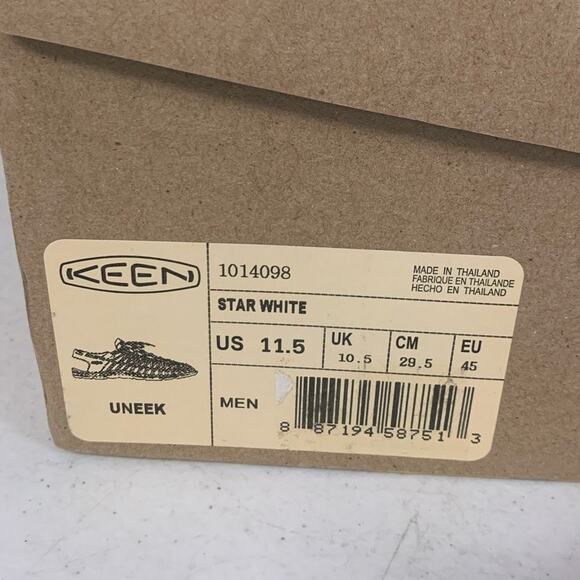 KEEN
UNEEK
1014098
MADE IN THAILAND
FABRIQUE EN THAILANDE
HECHO EN THAILAND
STAR WHITE
US 11.5
UK
10.5
CM
29.5
EU
45
MEN
8 87194 58751 3